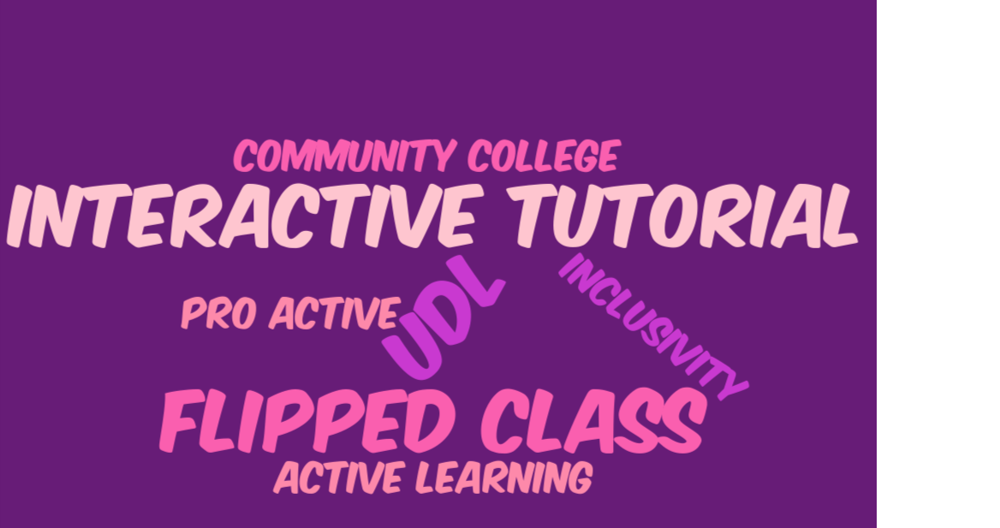 COMMUNITY COLLEGE
INTERACTIVE TUTORIAL
UDL
INCLUSIVITY
PRO ACTIVE
FLIPPED CLASS
ACTIVE LEARNING